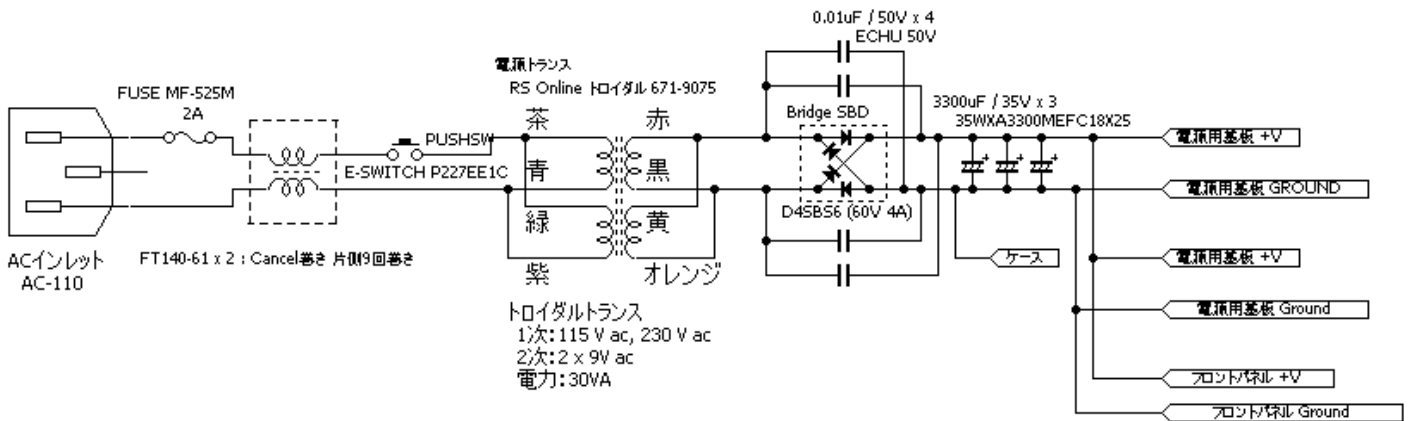 0.01uF / 50V x 4
ECHU 50V
電源トランス
RS Online トロイダル 671-9075
FUSE MF-525M
2A
Bridge SBD
3300uF / 35V x 3
35WXA3300MEFC18X25
茶
赤
PUSHSW
電源用基板 +V
青
黒
E-SWITCH P227EE1C
電源用基板 GROUND
D4SBS6 (60V 4A)
緑
黄
ACインレット
AC-110
FT140-61 x 2 : Cancel巻き 片側9回巻き
紫
オレンジ
ケース
電源用基板 +V
トロイダルトランス
1次: 115 V ac, 230 V ac
2次: 2 x 9V ac
電力: 30VA
電源用基板 Ground
フロントパネル +V
フロントパネル Ground